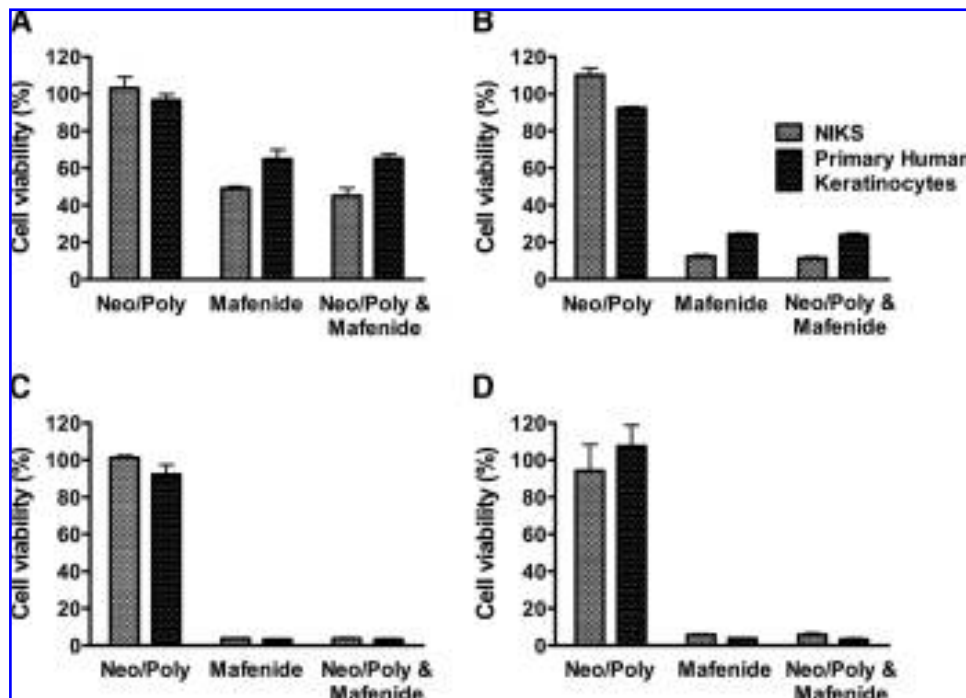 A
Cell viability (%)
120
100
80
60
40
20
0
Neo/Poly Mafenide Neo/Poly &
Mafenide
B
Cell viability (%)
120
100
80
60
40
20
0
Neo/Poly Mafenide Neo/Poly &
Mafenide
NIKS
Primary Human
Keratinocytes
C
Cell viability (%)
120
100
80
60
40
20
0
Neo/Poly Mafenide Neo/Poly &
Mafenide
D
Cell viability (%)
120
100
80
60
40
20
0
Neo/Poly Mafenide Neo/Poly &
Mafenide